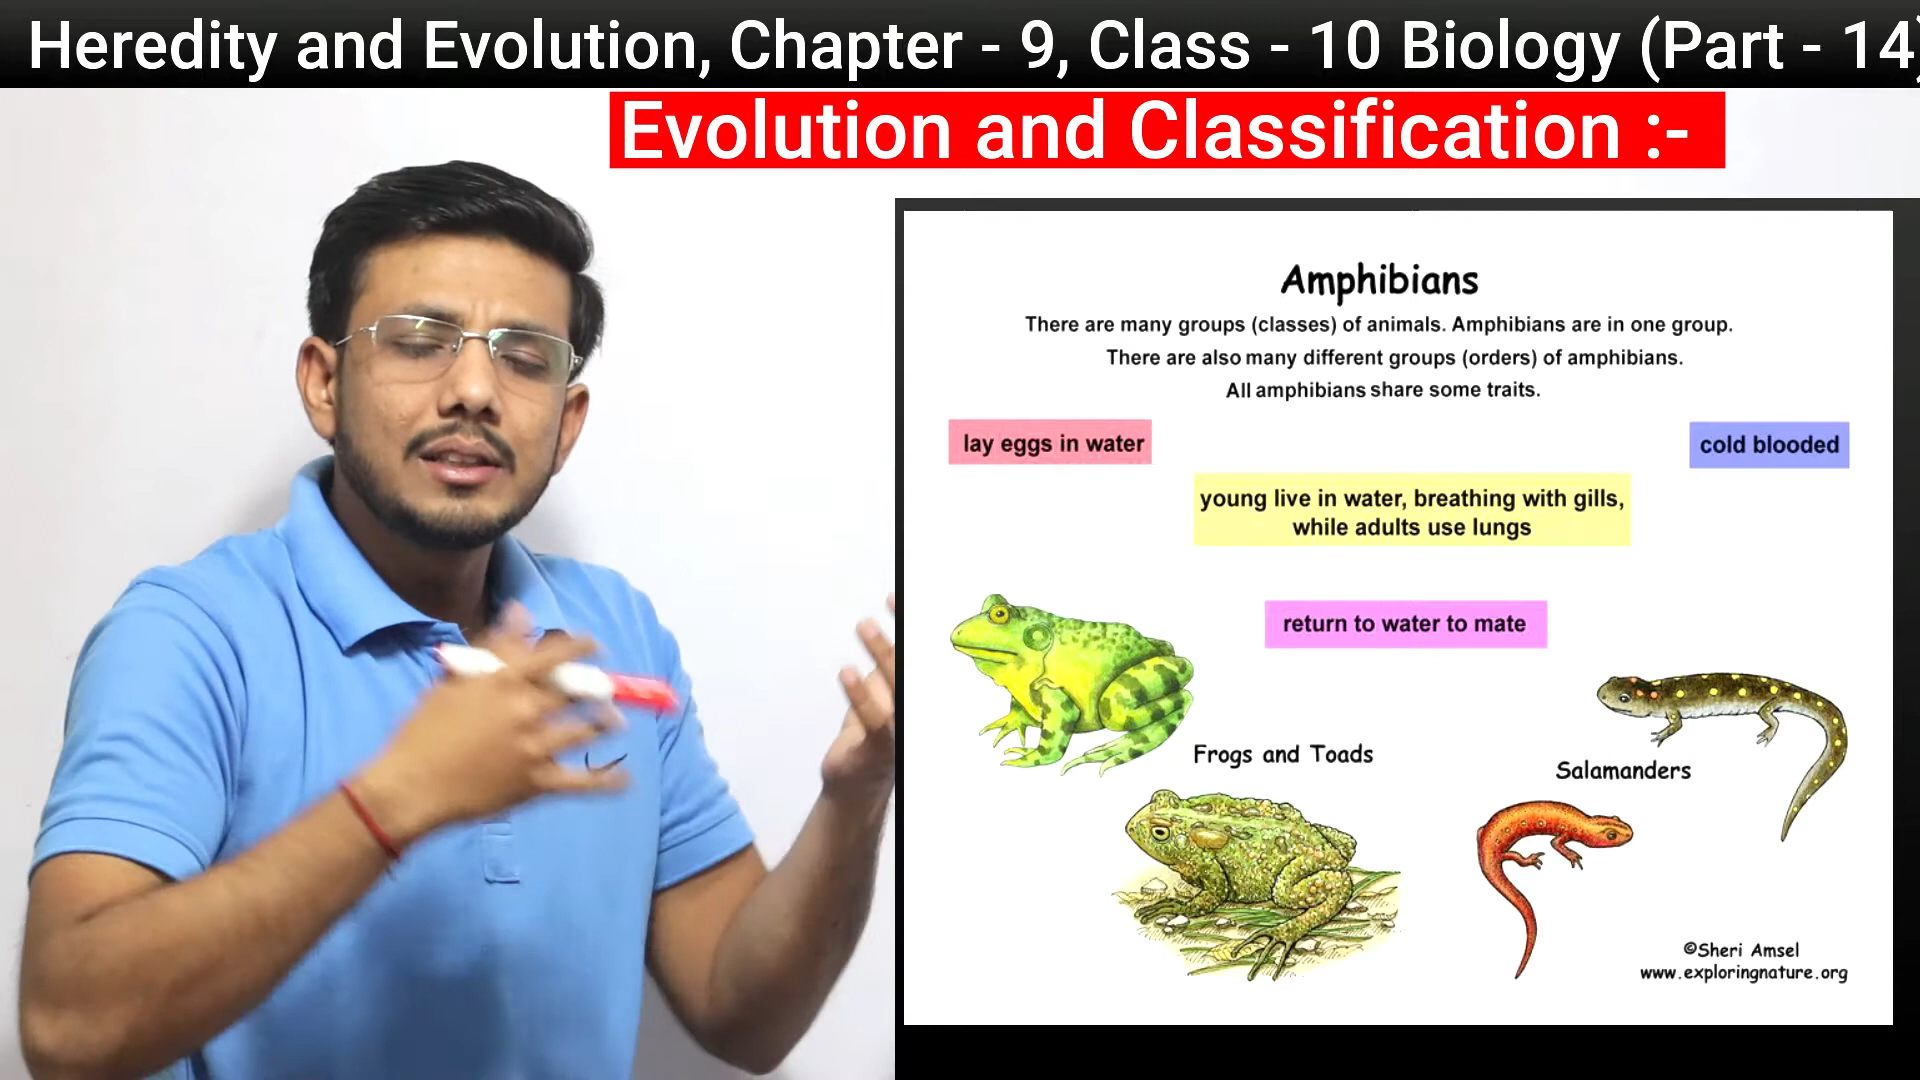 Heredity and Evolution, Chapter - 9, Class - 10 Biology (Part - 14)
Evolution and Classification :-
Amphibians
There are many groups (classes) of animals. Amphibians are in one group.
There are also many different groups (orders) of amphibians.
All amphibians share some traits.
lay eggs in water
cold blooded
young live in water, breathing with gills,
while adults use lungs
return to water to mate
Frogs and Toads
Salamanders
©Sheri Amsel
www.exploringnature.org